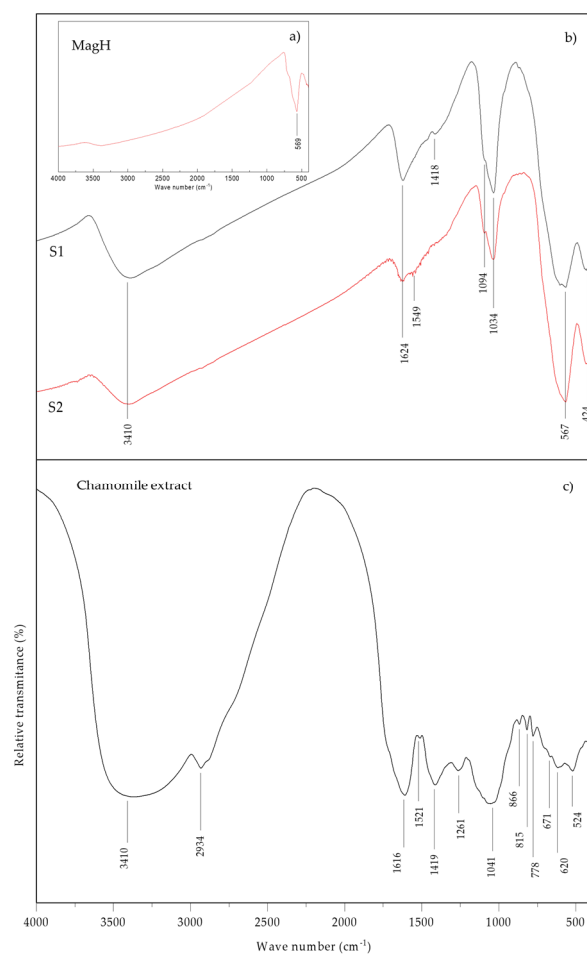 MagH
a)
b)
569
4000 3500 3000 2500 2000 1500 1000 500
Wave number (cm⁻¹)
S1
1418
S2
1094
1549
1034
1624
3410
567
424
Chamomile extract
c)
Relative transmitance (%)
866
1521
671
524
815
3410
2934
1616
1419
1261
1041
778
620
4000 3500 3000 2500 2000 1500 1000 500
Wave number (cm⁻¹)